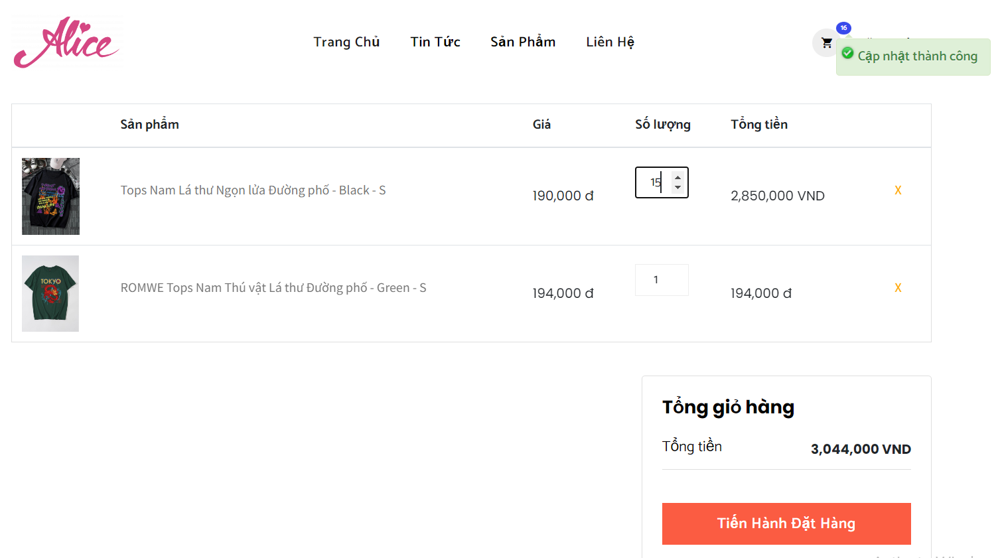 Alice
Trang Chủ Tin Tức Sản Phẩm Liên Hệ
16
Cập nhật thành công
Sản phẩm Giá Số lượng Tổng tiền
Tops Nam Lá thư Ngọn lửa Đường phố - Black - S 190,000 đ 15 2,850,000 VND X
TOKYO
ROMWE Tops Nam Thú vật Lá thư Đường phố - Green - S 194,000 đ 1 194,000 đ X
Tổng giỏ hàng
Tổng tiền 3,044,000 VND
Tiến Hành Đặt Hàng